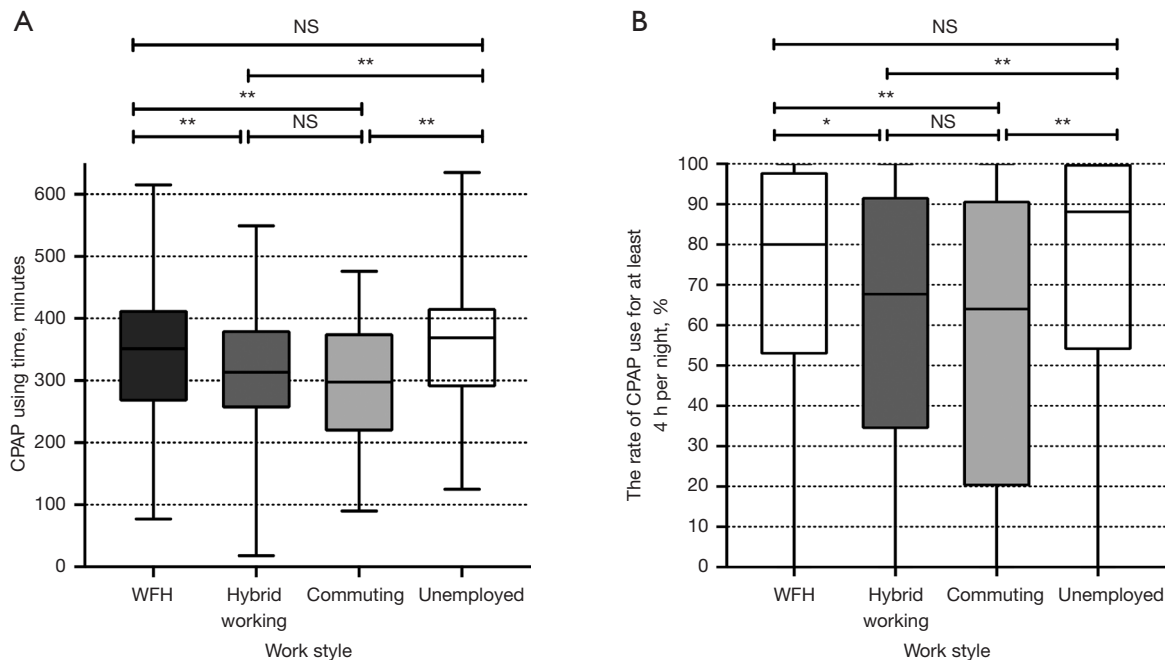 A
NS
**
**
** NS **
CPAP using time, minutes
600
500
400
300
200
100
0
WFH Hybrid working Commuting Unemployed
Work style
B
NS
**
**
* NS **
The rate of CPAP use for at least
4 h per night, %
100
90
80
70
60
50
40
30
20
10
0
WFH Hybrid working Commuting Unemployed
Work style